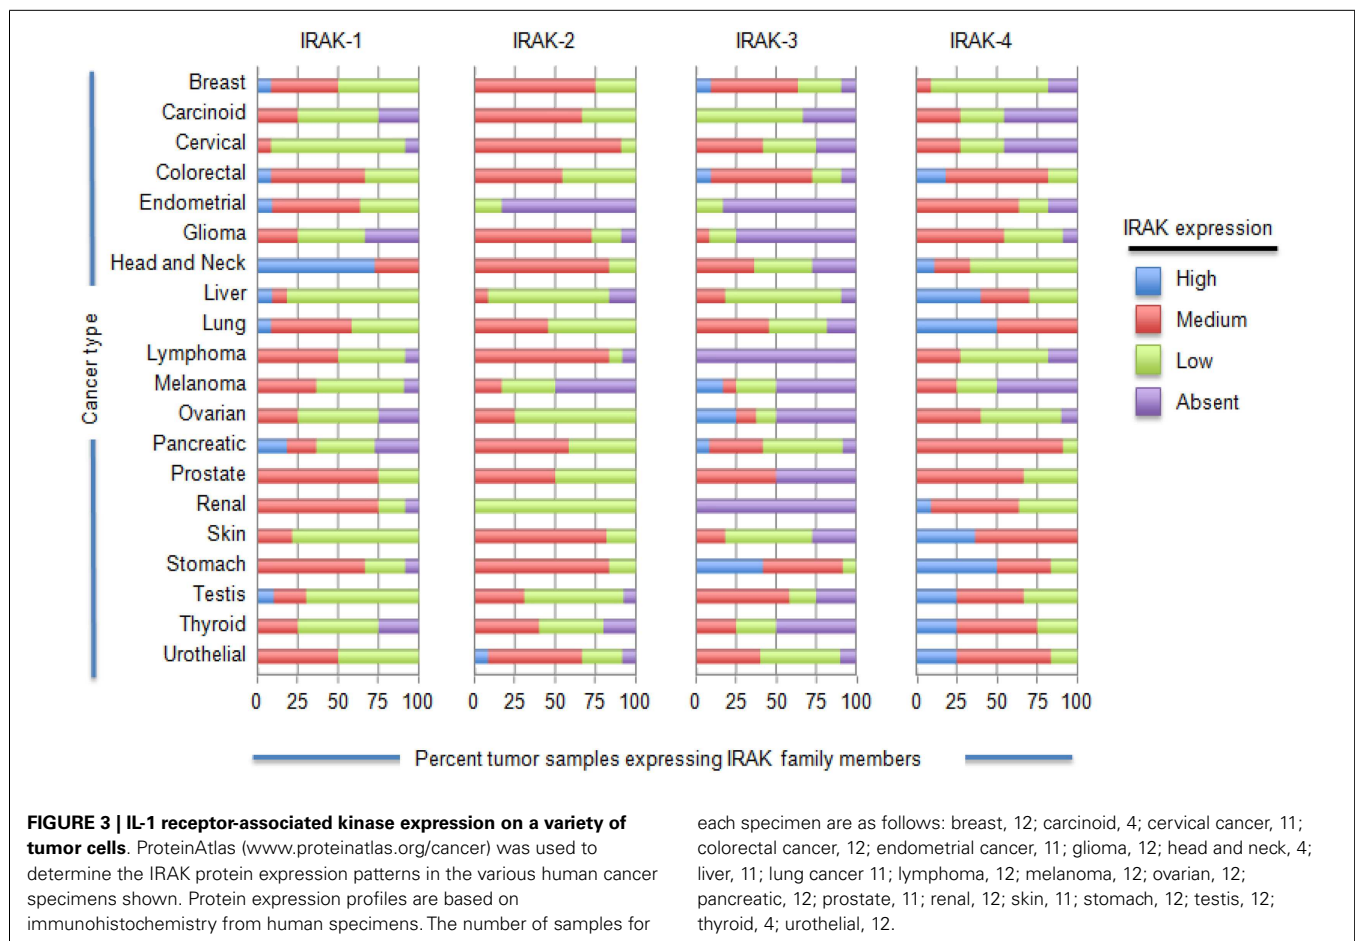 IRAK-1 IRAK-2 IRAK-3 IRAK-4
Cancer type
Breast
Carcinoid
Cervical
Colorectal
Endometrial
Glioma
Head and Neck
Liver
Lung
Lymphoma
Melanoma
Ovarian
Pancreatic
Prostate
Renal
Skin
Stomach
Testis
Thyroid
Urothelial
IRAK expression
High
Medium
Low
Absent
0 25 50 75 100 0 25 50 75 100 0 25 50 75 100 0 25 50 75 100
Percent tumor samples expressing IRAK family members
FIGURE 3 | IL-1 receptor-associated kinase expression on a variety of
tumor cells. ProteinAtlas (www.proteinatlas.org/cancer) was used to
determine the IRAK protein expression patterns in the various human cancer
specimens shown. Protein expression profiles are based on
immunohistochemistry from human specimens. The number of samples for
each specimen are as follows: breast, 12; carcinoid, 4; cervical cancer, 11;
colorectal cancer, 12; endometrial cancer, 11; glioma, 12; head and neck, 4;
liver, 11; lung cancer 11; lymphoma, 12; melanoma, 12; ovarian, 12;
pancreatic, 12; prostate, 11; renal, 12; skin, 11; stomach, 12; testis, 12;
thyroid, 4; urothelial, 12.